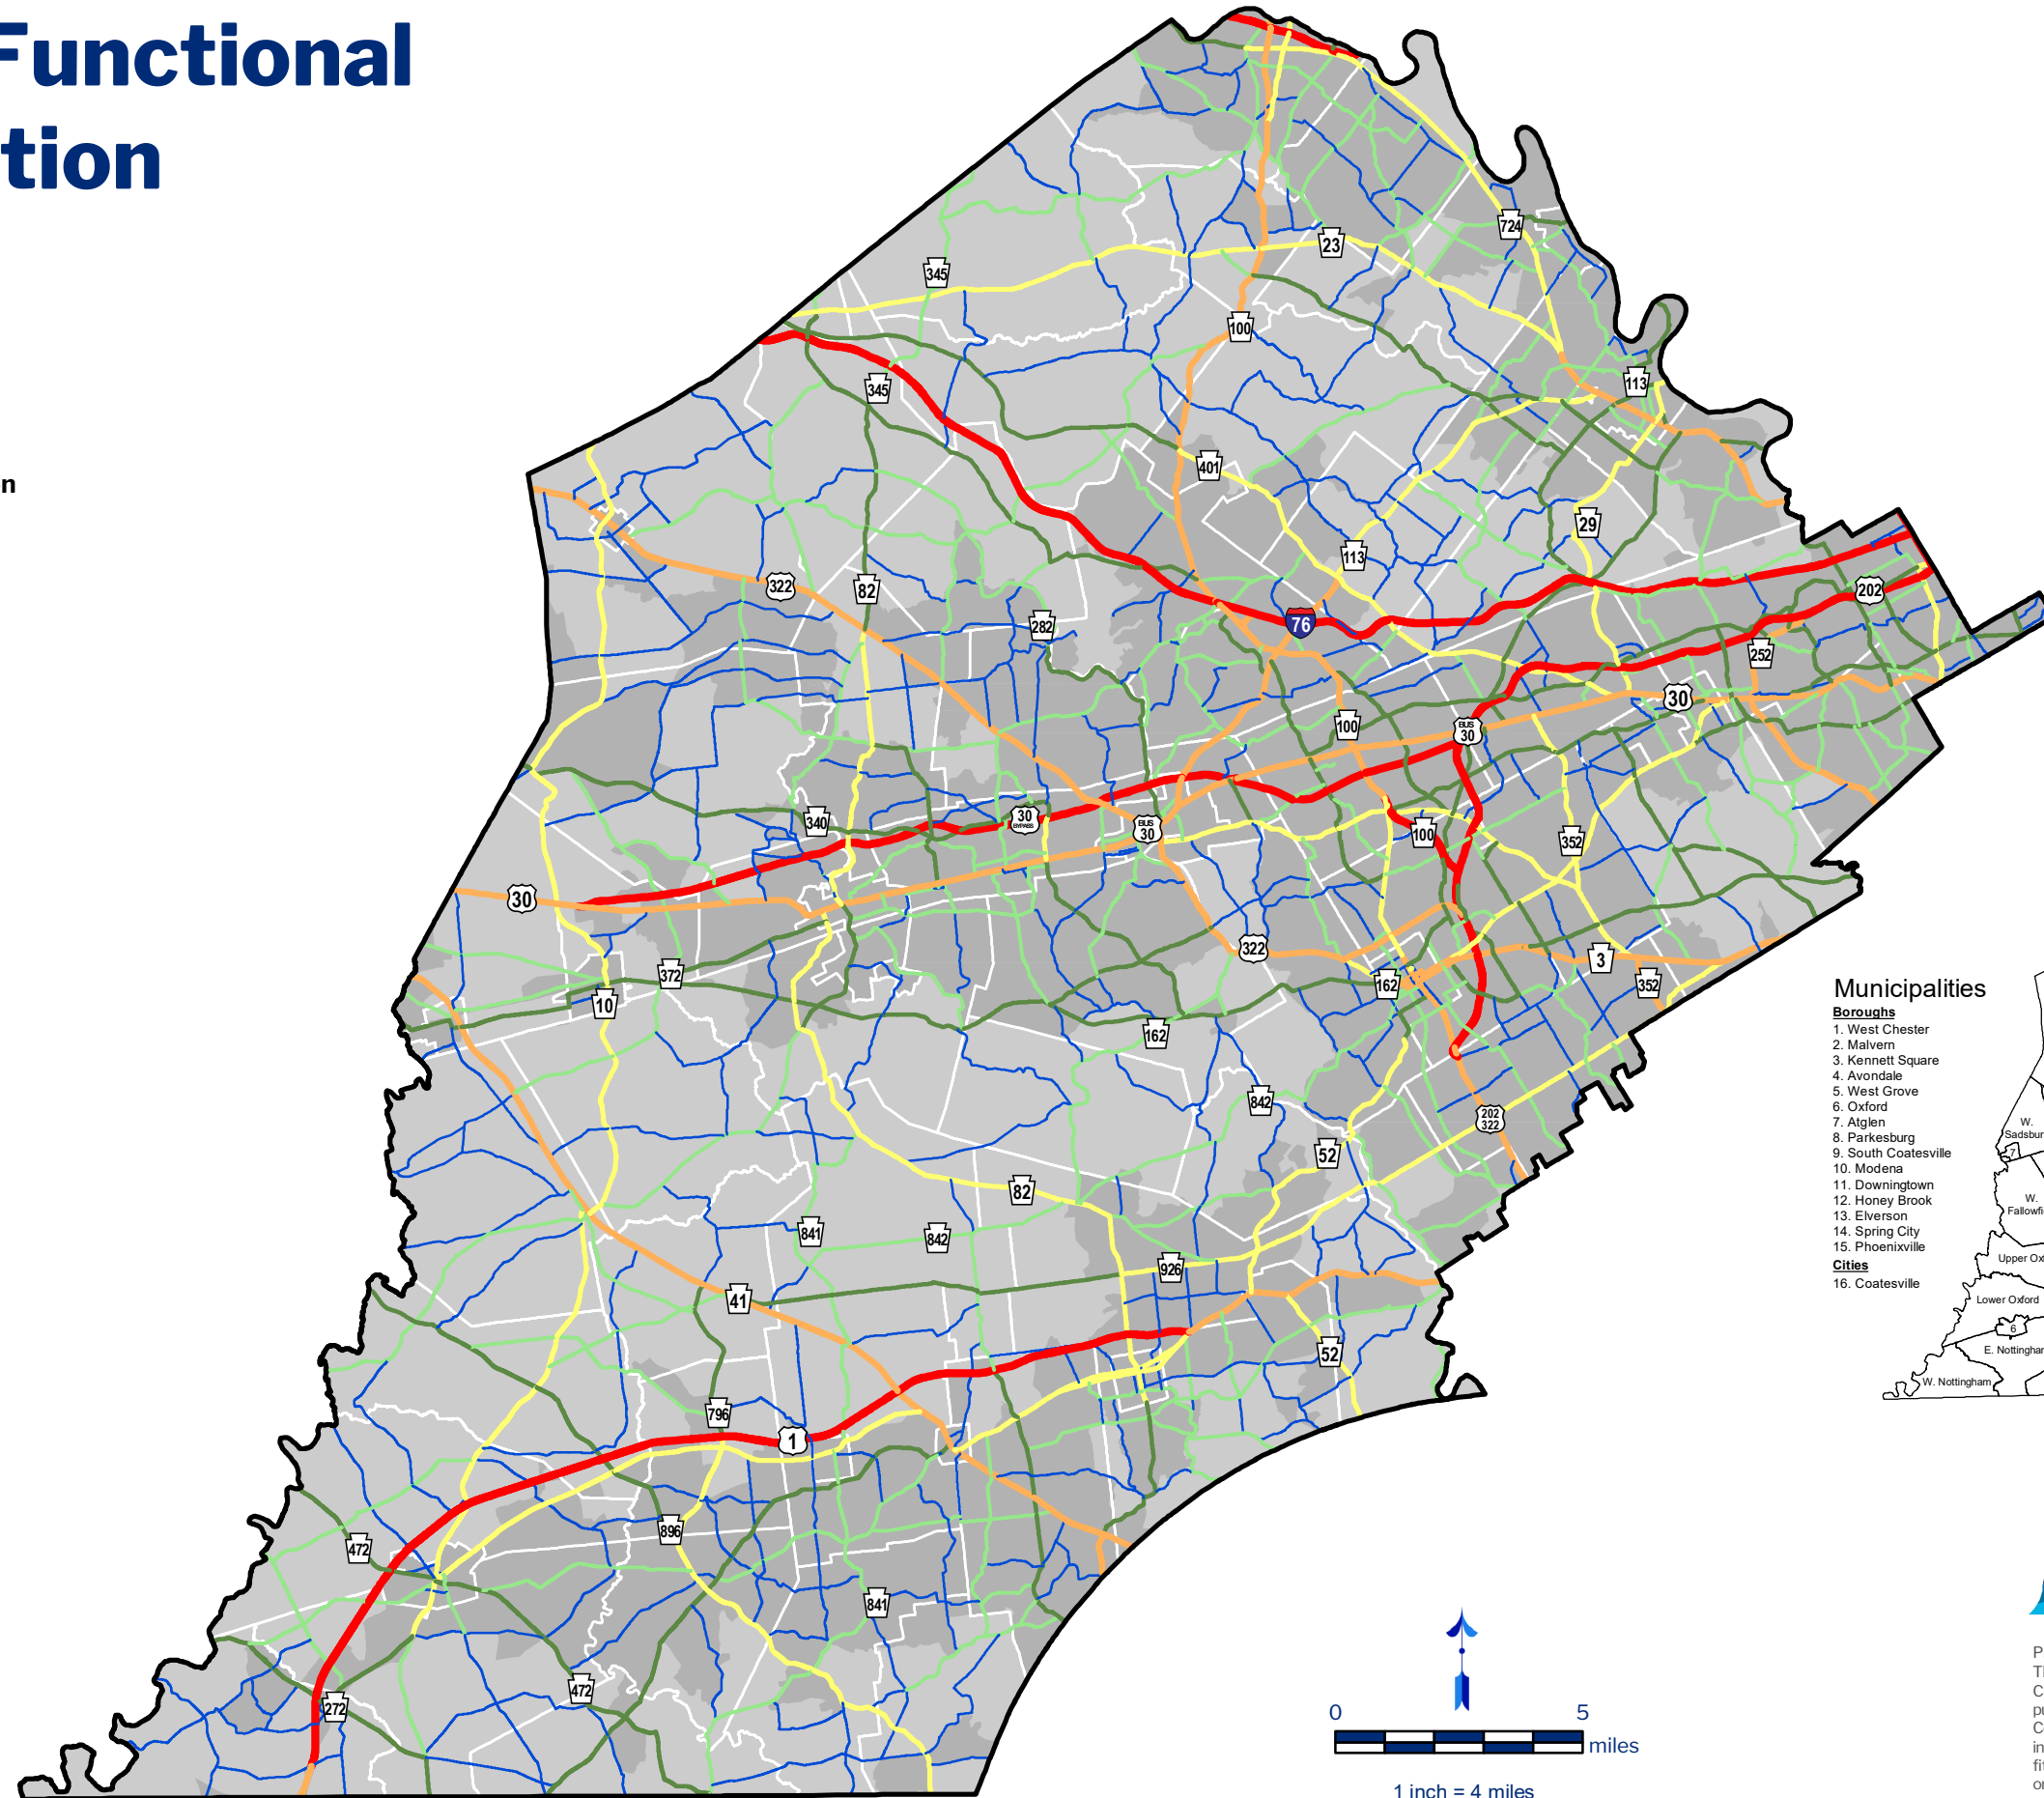 Functional
tion
n
23
724
345
100
345
113
401
29
113
322
82
282
76
202
252
30
100
BUS
30
340
30
BYPASS
BUS
30
100
352
30
322
3
372
10
162
352
162
842
202
322
52
82
841
842
926
41
52
796
1
896
472
841
472
272
Municipalities
Boroughs
1. West Chester
2. Malvern
3. Kennett Square
4. Avondale
5. West Grove
6. Oxford
7. Atglen
8. Parkesburg
9. South Coatesville
10. Modena
11. Downingtown
12. Honey Brook
13. Elverson
14. Spring City
15. Phoenixville
Cities
16. Coatesville
W.
Sadsbur
7
W.
Fallowfi
Upper Ox
Lower Oxford
6
E. Nottingha
W. Nottingham
0 5
miles
1 inch = 4 miles
P
T
C
pu
C
in
fit
o